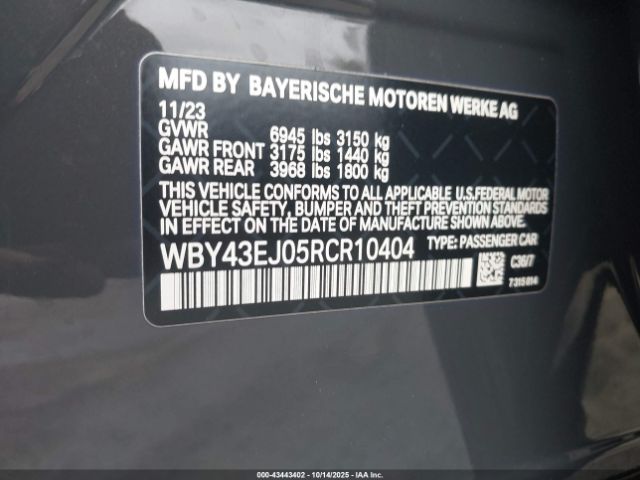 MFD BY BAYERISCHE MOTOREN WERKE AG
11/23
GVWR 6945 lbs 3150 kg
GAWR FRONT 3175 lbs 1440 kg
GAWR REAR 3968 lbs 1800 kg
THIS VEHICLE CONFORMS TO ALL APPLICABLE U.S.FEDERAL MOTOR
VEHICLE SAFETY, BUMPER AND THEFT PREVENTION STANDARDS
IN EFFECT ON THE DATE OF MANUFACTURE SHOWN ABOVE.
WBY43EJ05RCR10404 TYPE: PASSENGER CAR
C36/7
7315814
000-43443402 | 10/14/2025 | IAA, Inc.